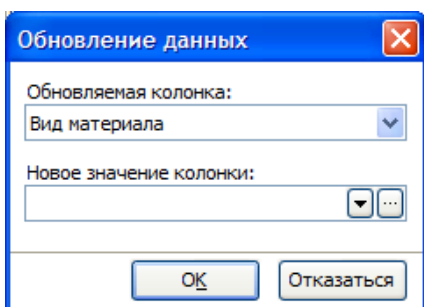 Обновление данных
Обновляемая колонка:
Вид материала
Новое значение колонки:
...
OK Отказаться